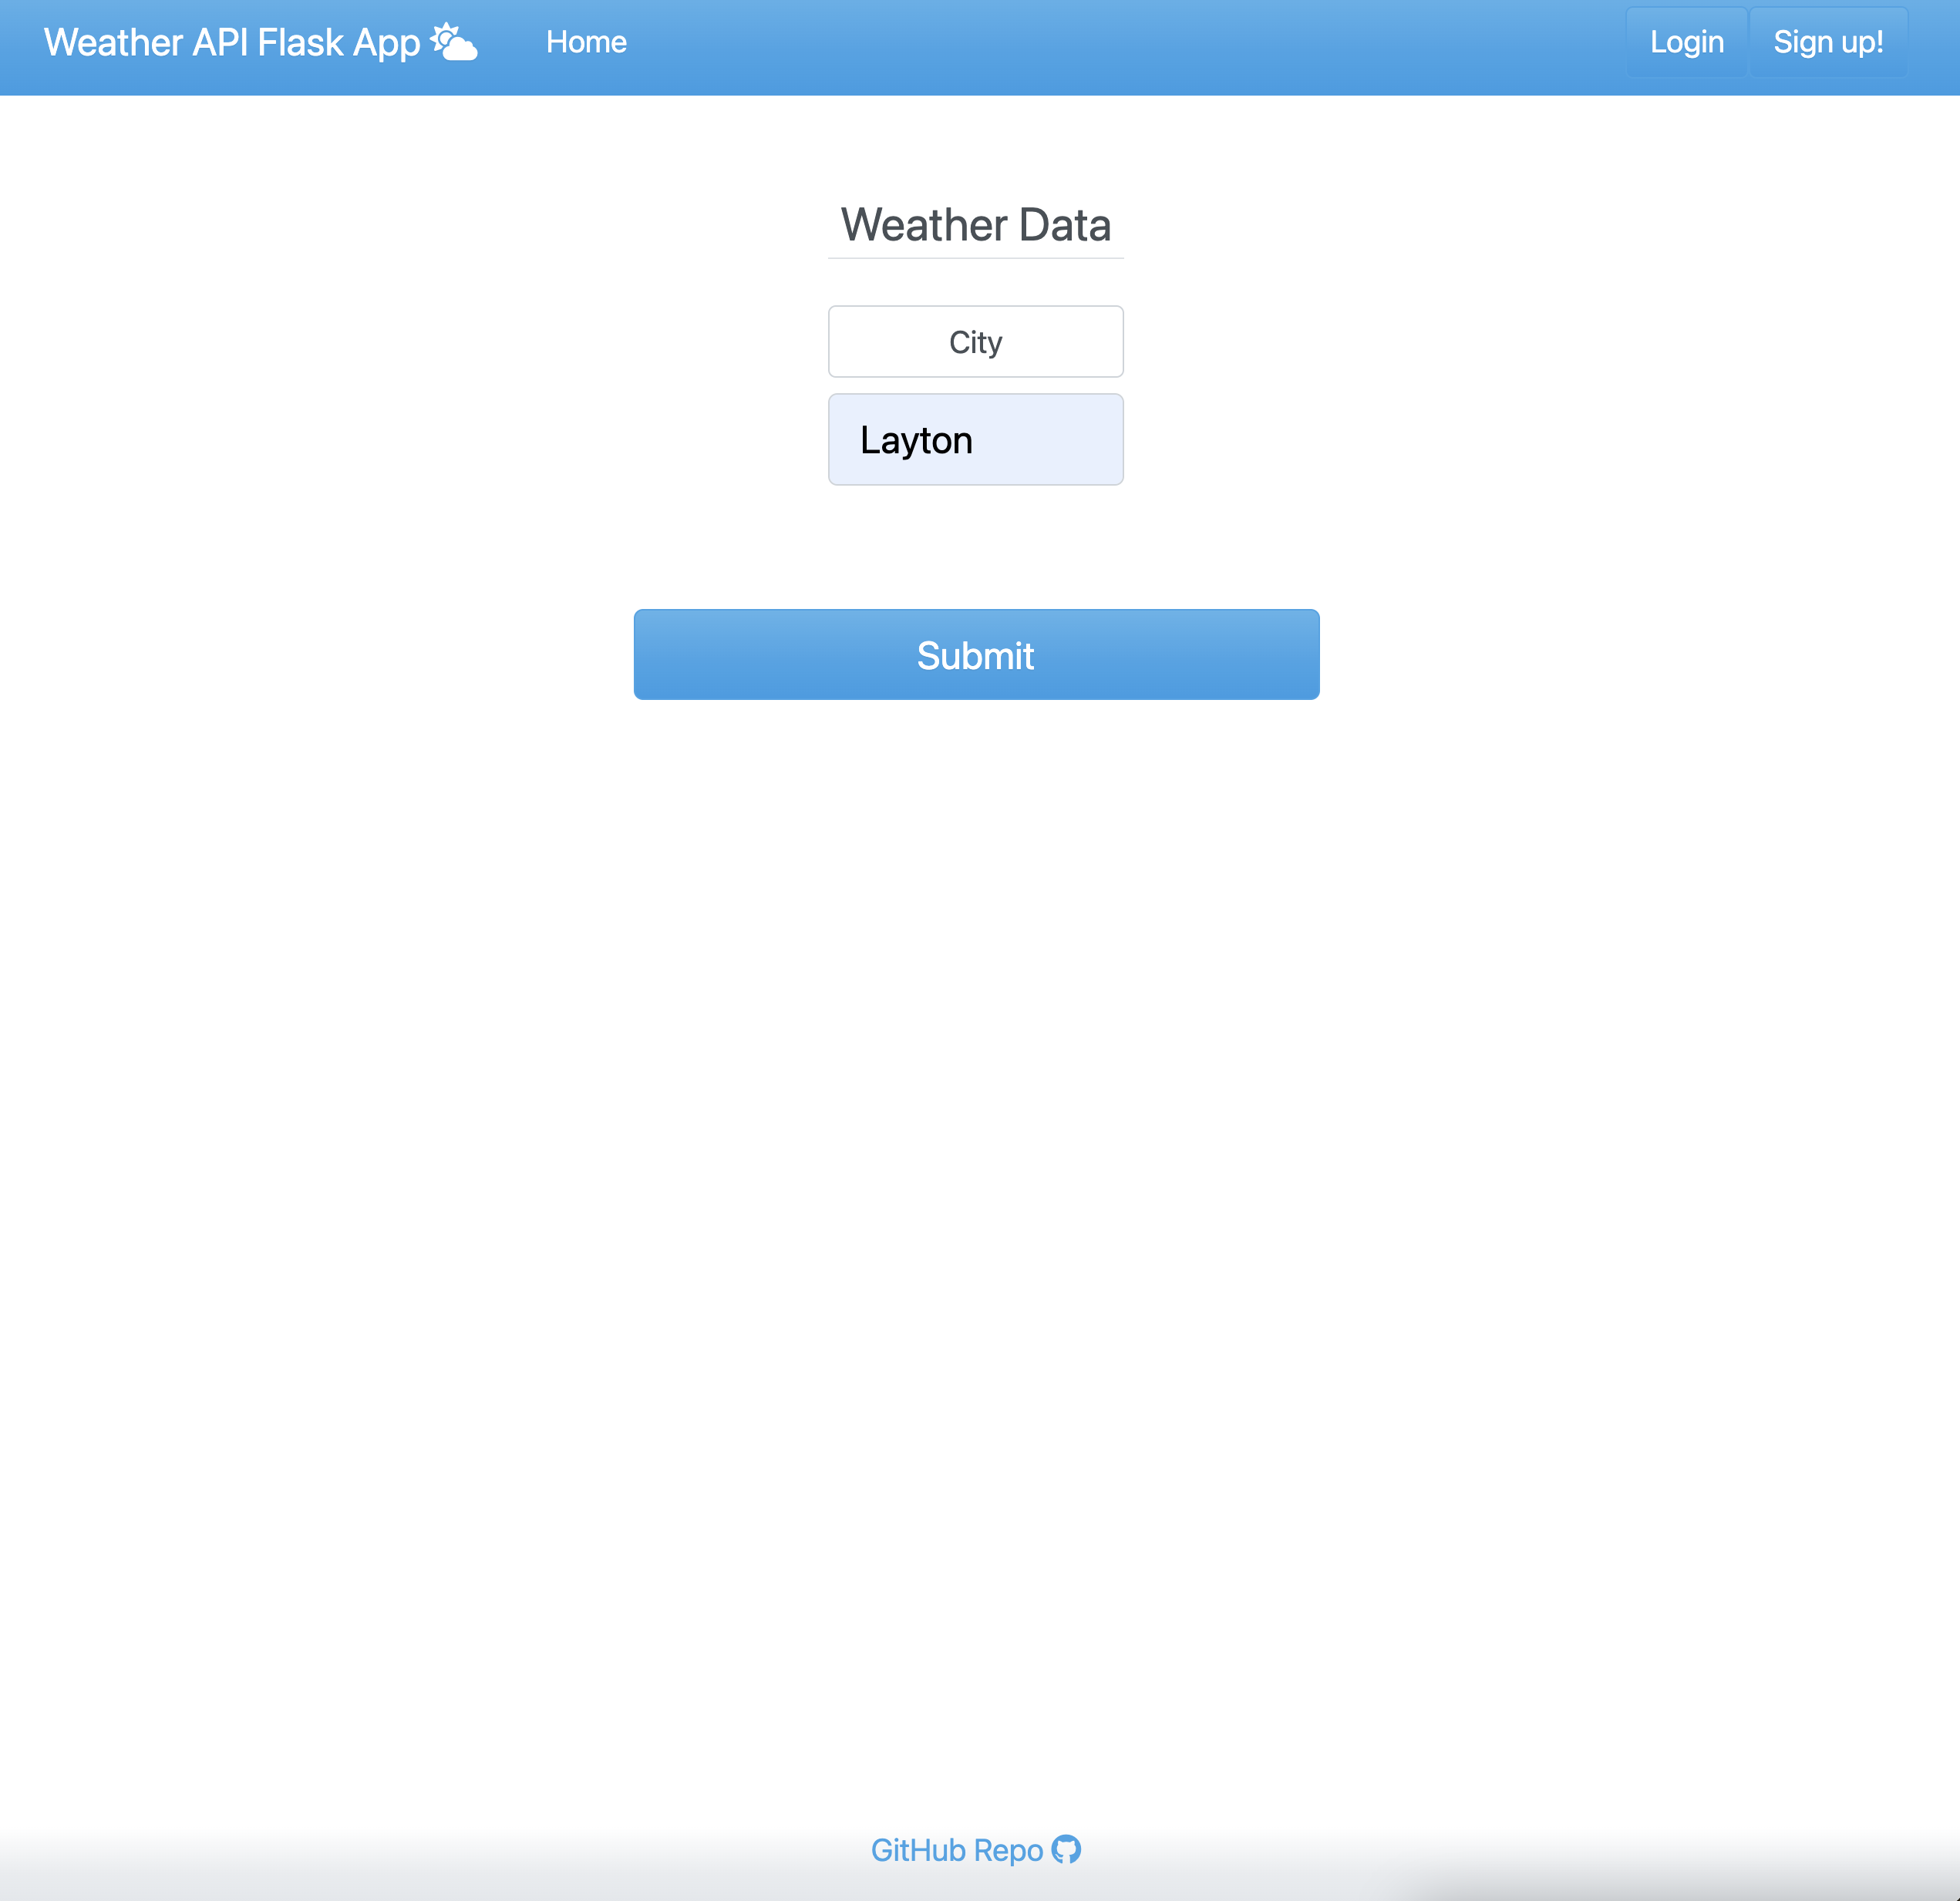 Weather API Flask App Home Login Sign up!
Weather Data
City
Layton
Submit
GitHub Repo